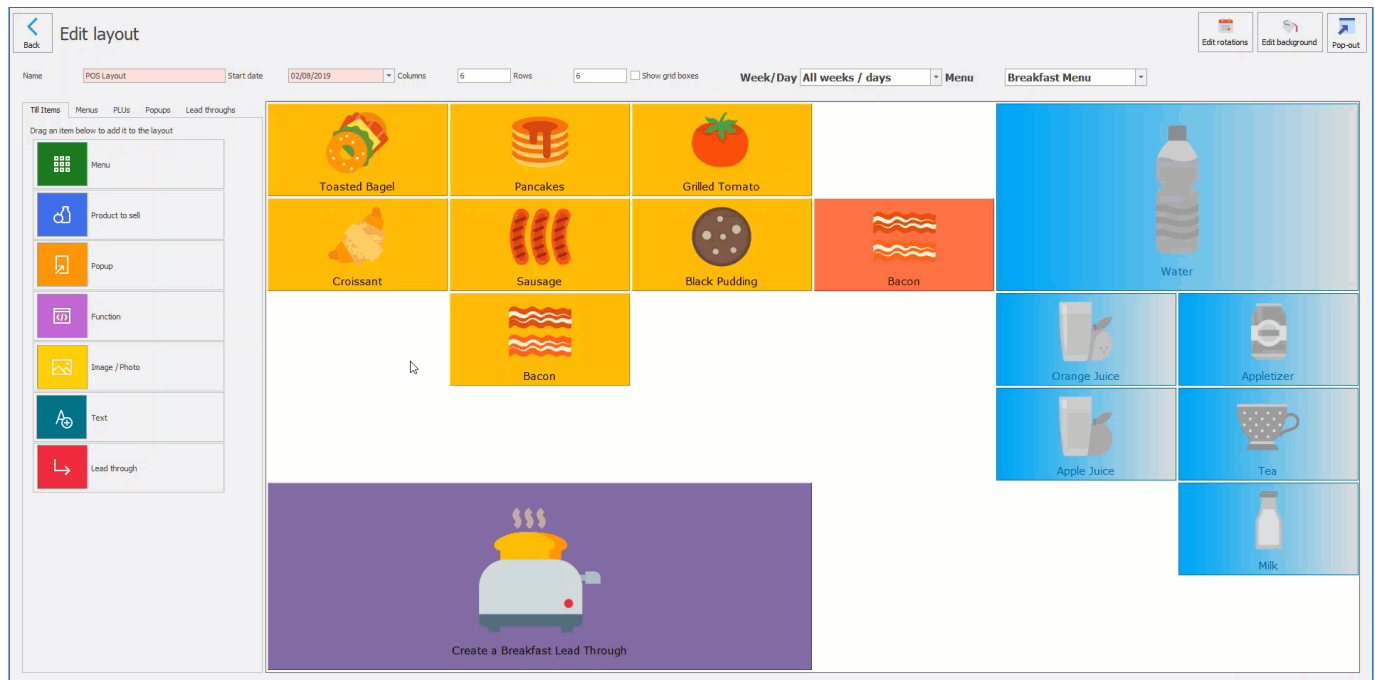 Back
Edit layout
Edit rotations
Edit background
Pop-out
Name POS Layout Start date 02/08/2019 Columns 6 Rows 6 Show grid boxes Week/Day All weeks / days Menu Breakfast Menu
Till Items Menus PLUs Popups Lead throughs
Drag an item below to add it to the layout
Menu
Product to sell
Popup
Function
Image / Photo
Text
Lead through
Toasted Bagel
Pancakes
Grilled Tomato
Water
Croissant
Sausage
Black Pudding
Bacon
Bacon
Orange Juice
Appletizer
Apple Juice
Tea
Milk
Create a Breakfast Lead Through